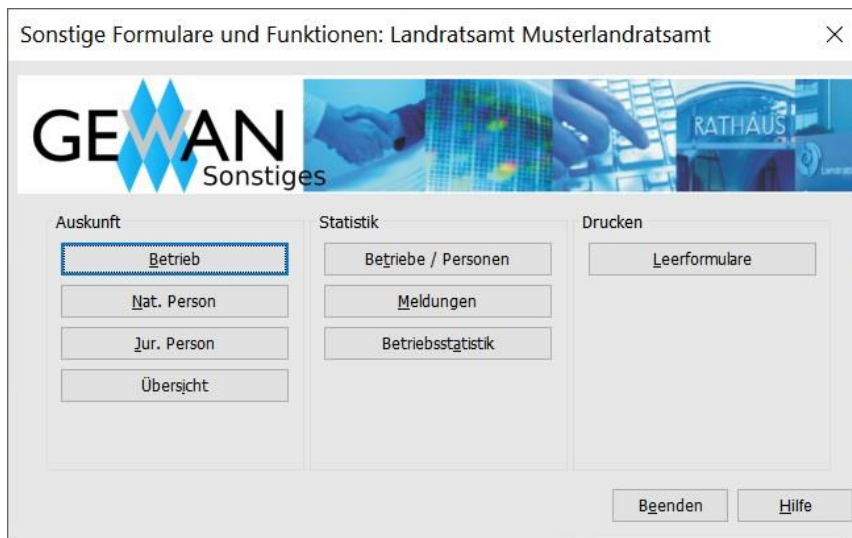 Sonstige Formulare und Funktionen: Landratsamt Musterlandratsamt
GEWAN
Sonstiges
RATHAUS
Auskunft
Betrieb
Nat. Person
Jur. Person
Übersicht
Statistik
Betriebe / Personen
Meldungen
Betriebsstatistik
Drucken
Leerformulare
Beenden
Hilfe